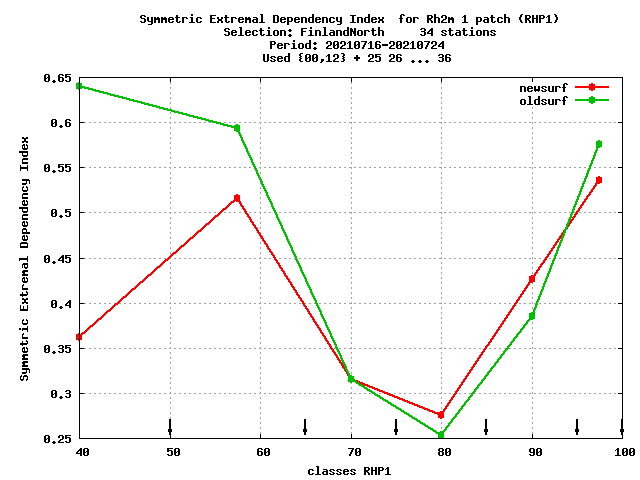 Symmetric Extremal Dependency Index  for Rh2m 1 patch (RHP1)
Selection: FinlandNorth     34 stations
Period: 20210716-20210724
Used {00,12} + 25 26 ... 36
newsurf
oldsurf
0.65
0.6
0.55
0.5
0.45
0.4
0.35
0.3
0.25
Symmetric Extremal Dependency Index
40 50 60 70 80 90 100
classes RHP1